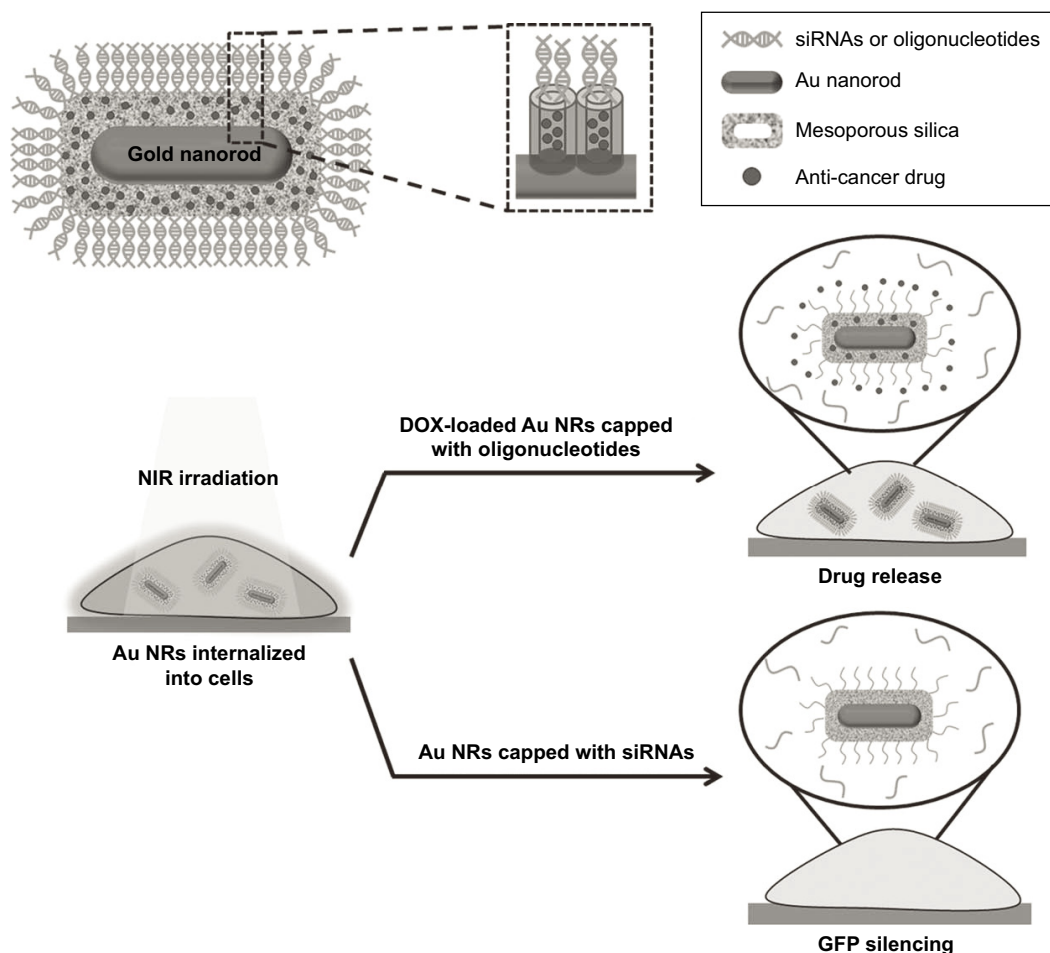 siRNAs or oligonucleotides
Au nanorod
Mesoporous silica
Anti-cancer drug
Gold nanorod
NIR irradiation
Au NRs internalized
into cells
DOX-loaded Au NRs capped
with oligonucleotides
Drug release
Au NRs capped with siRNAs
GFP silencing